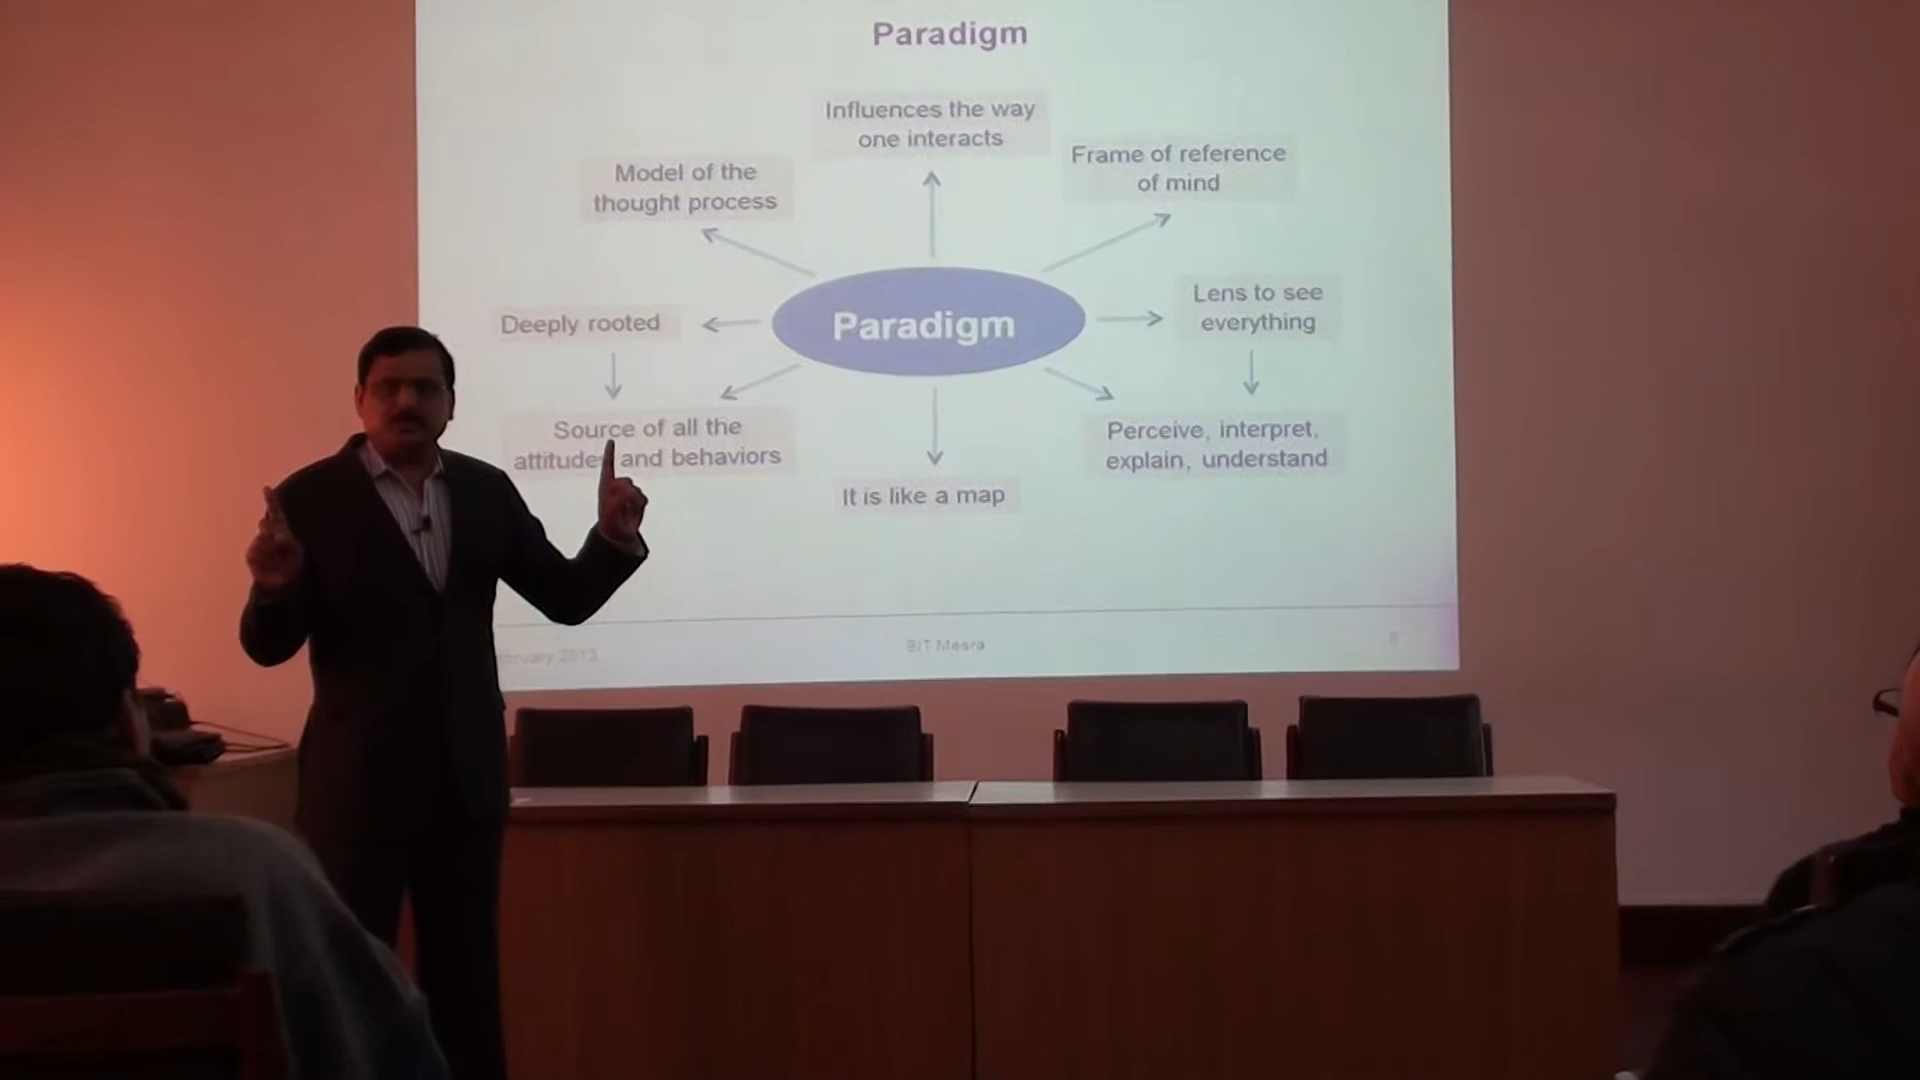 Paradigm
Influences the way
one interacts
Frame of reference
of mind
Model of the
thought process
Lens to see
everything
Deeply rooted
Paradigm
Source of all the
attitudes and behaviors
Perceive, interpret,
explain, understand
It is like a map
2013
BIT Mesra
8